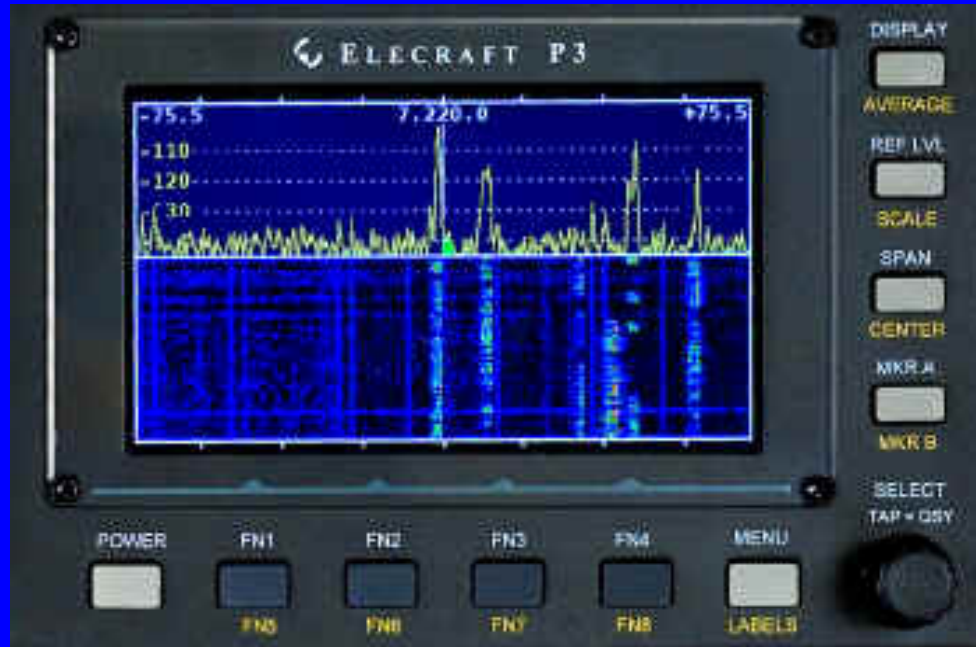 ELECRAFT P3
-75.5 7,220.0 +75.5
-110
-120
30
DISPLAY
AVERAGE
REF LVL
SCALE
SPAN
CENTER
MKR A
MKR B
SELECT
TAP = QSY
POWER FN1 FN2 FN3 FN4 MENU
FN5 FN6 FN7 FN8 LABELS